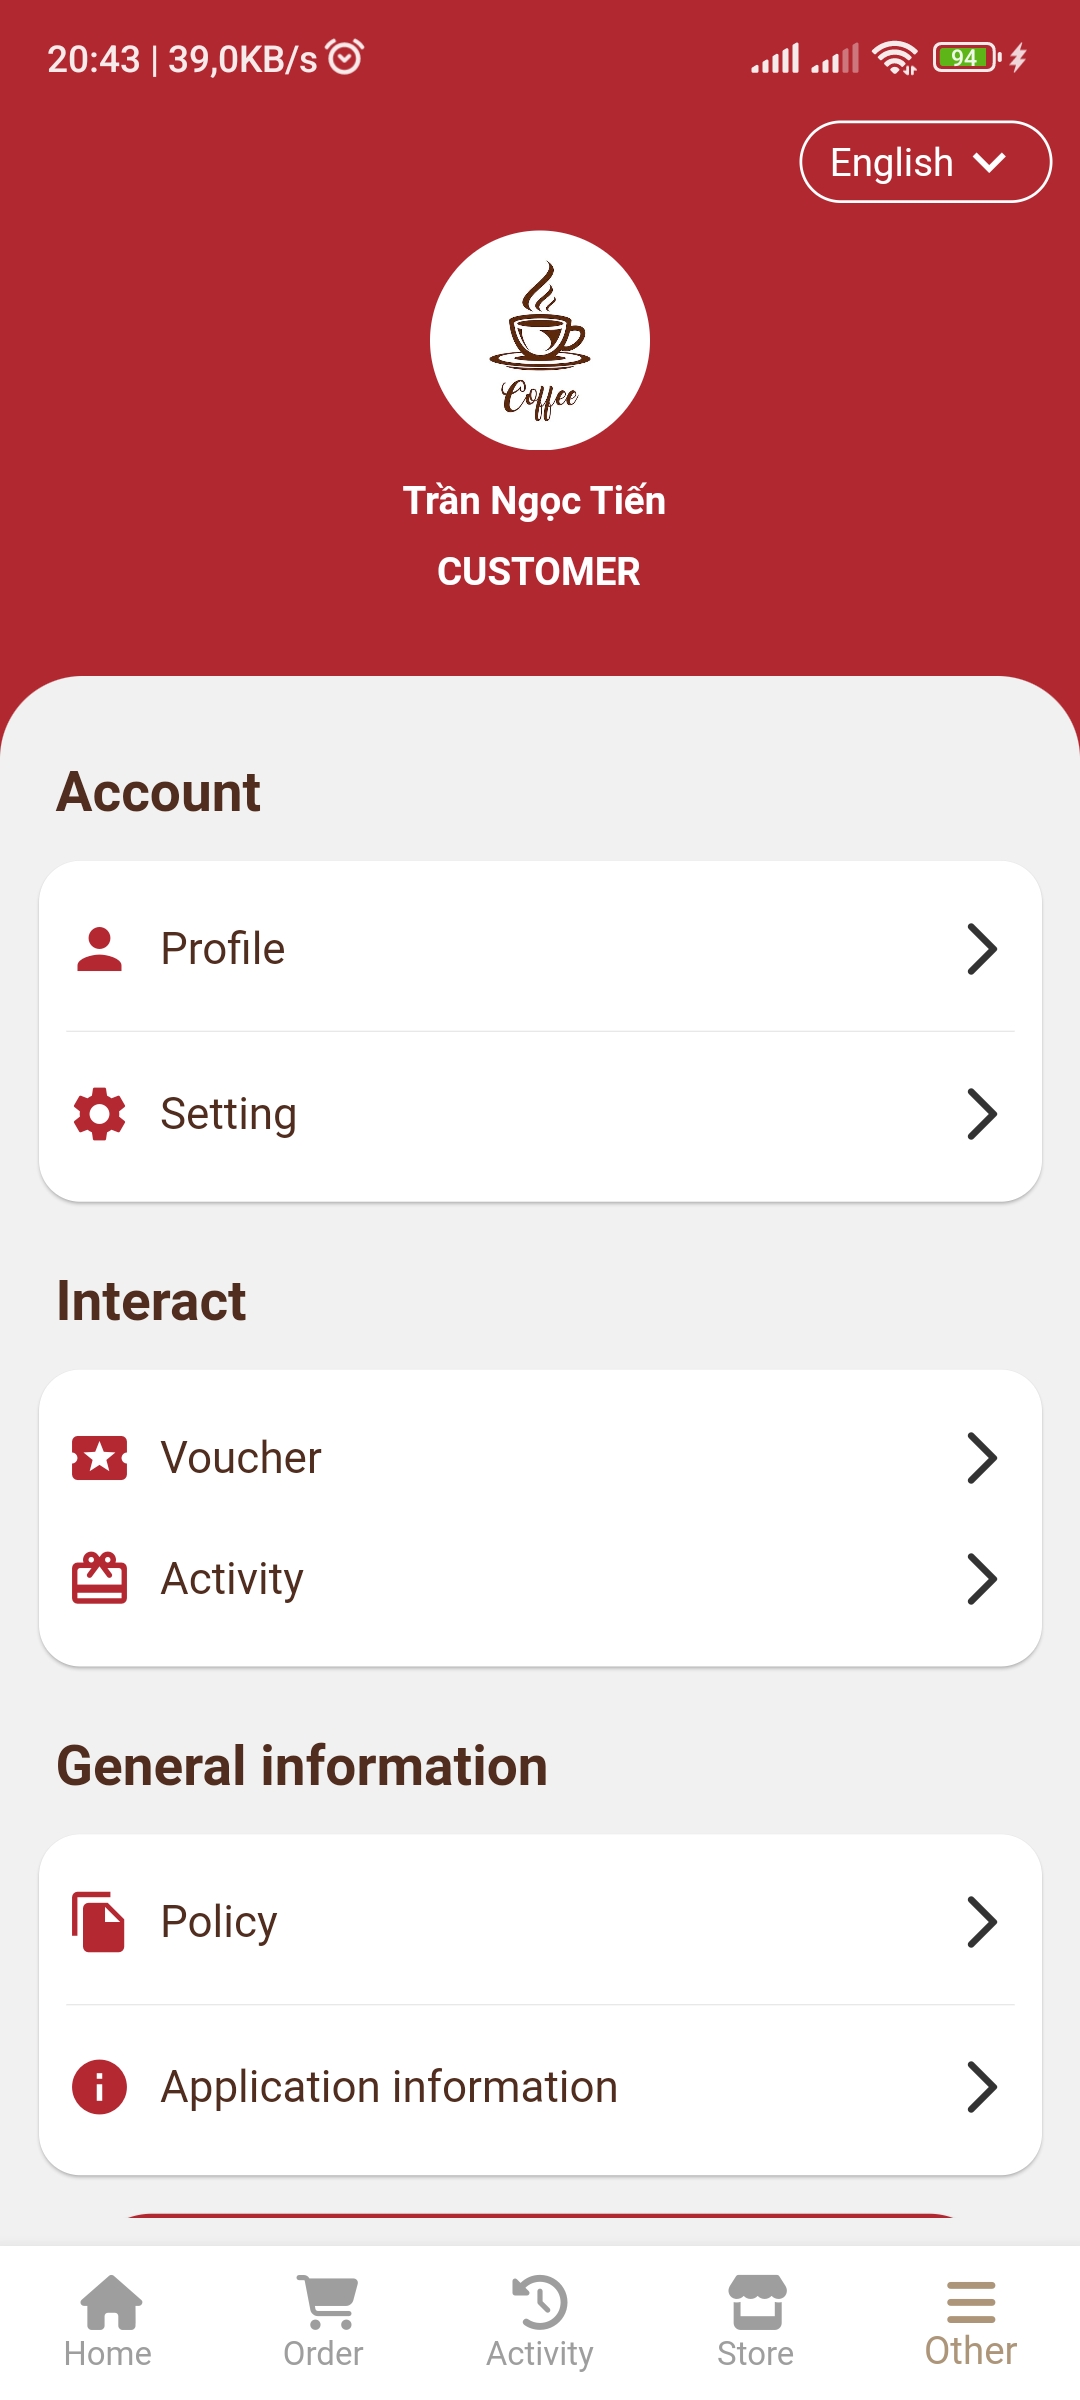 20:43 | 39,0KB/s
94
English
Coffee
Trần Ngọc Tiến
CUSTOMER
Account
Profile
Setting
Interact
Voucher
Activity
General information
Policy
Application information
Home
Order
Activity
Store
Other